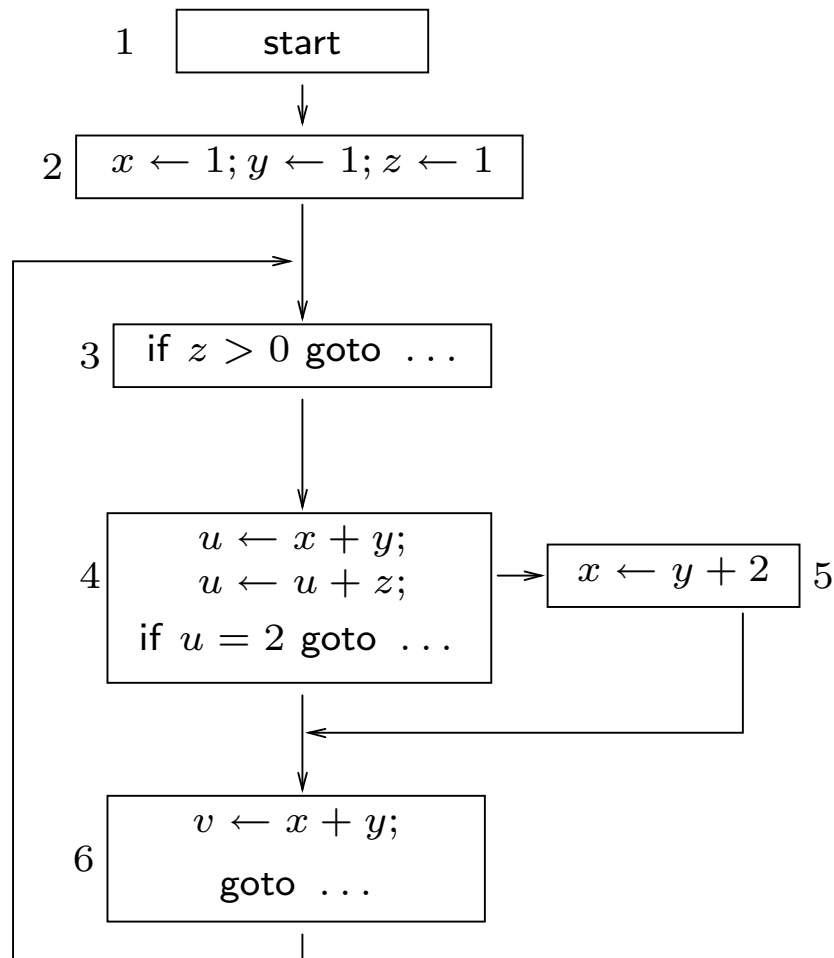 1 start
2 x ← 1; y ← 1; z ← 1
3 if z > 0 goto ...
u ← x + y;
4 u ← u + z;
if u = 2 goto ...
x ← y + 2 5
v ← x + y;
6
goto ...